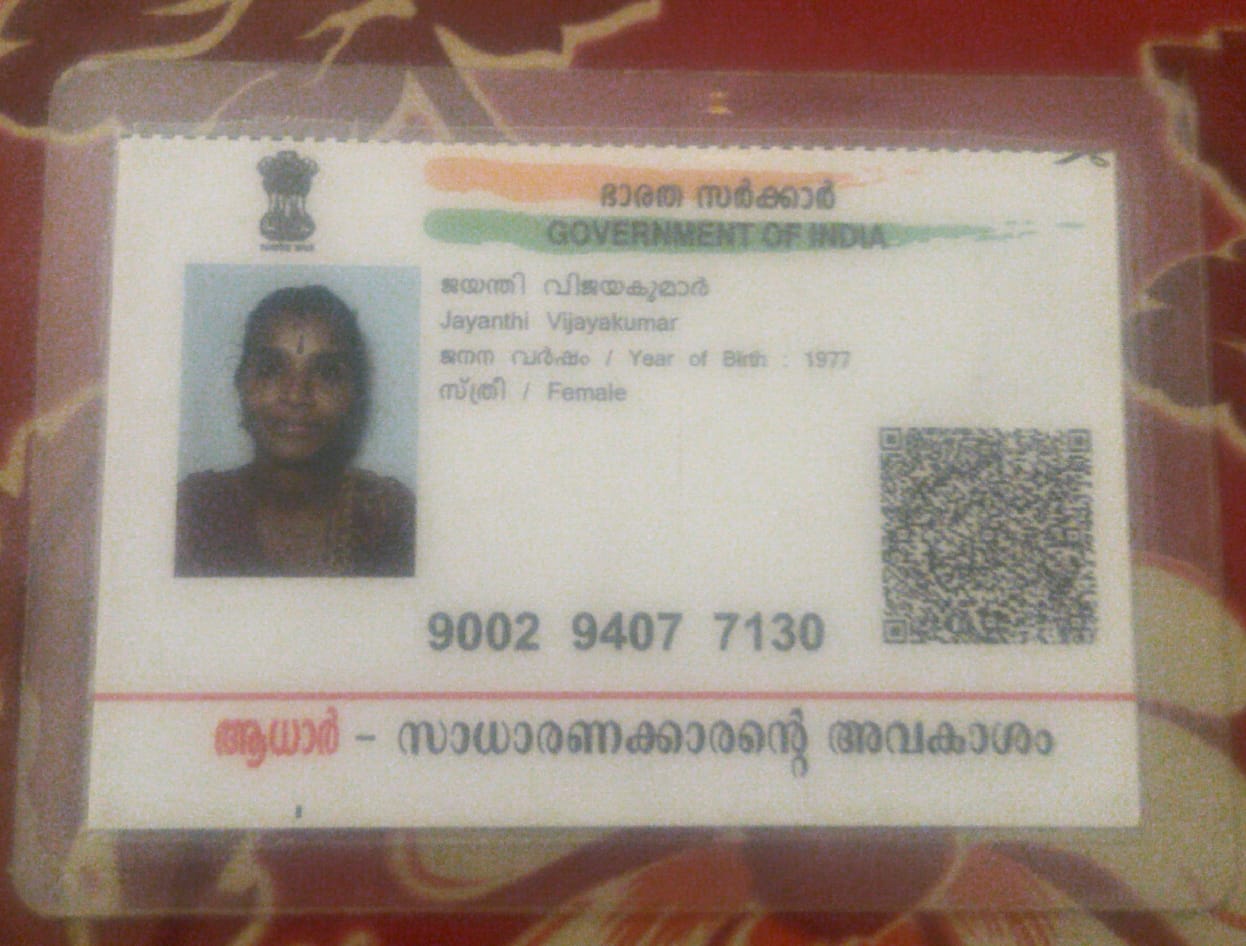 ഭാരത സർക്കാർ
GOVERNMENT OF INDIA
ജയന്തി വിജയകുമാർ
Jayanthi Vijayakumar
ജനന വർഷം / Year of Birth : 1977
സ്ത്രീ / Female
9002 9407 7130
ആധാർ - സാധാരണക്കാരന്റെ അവകാശം